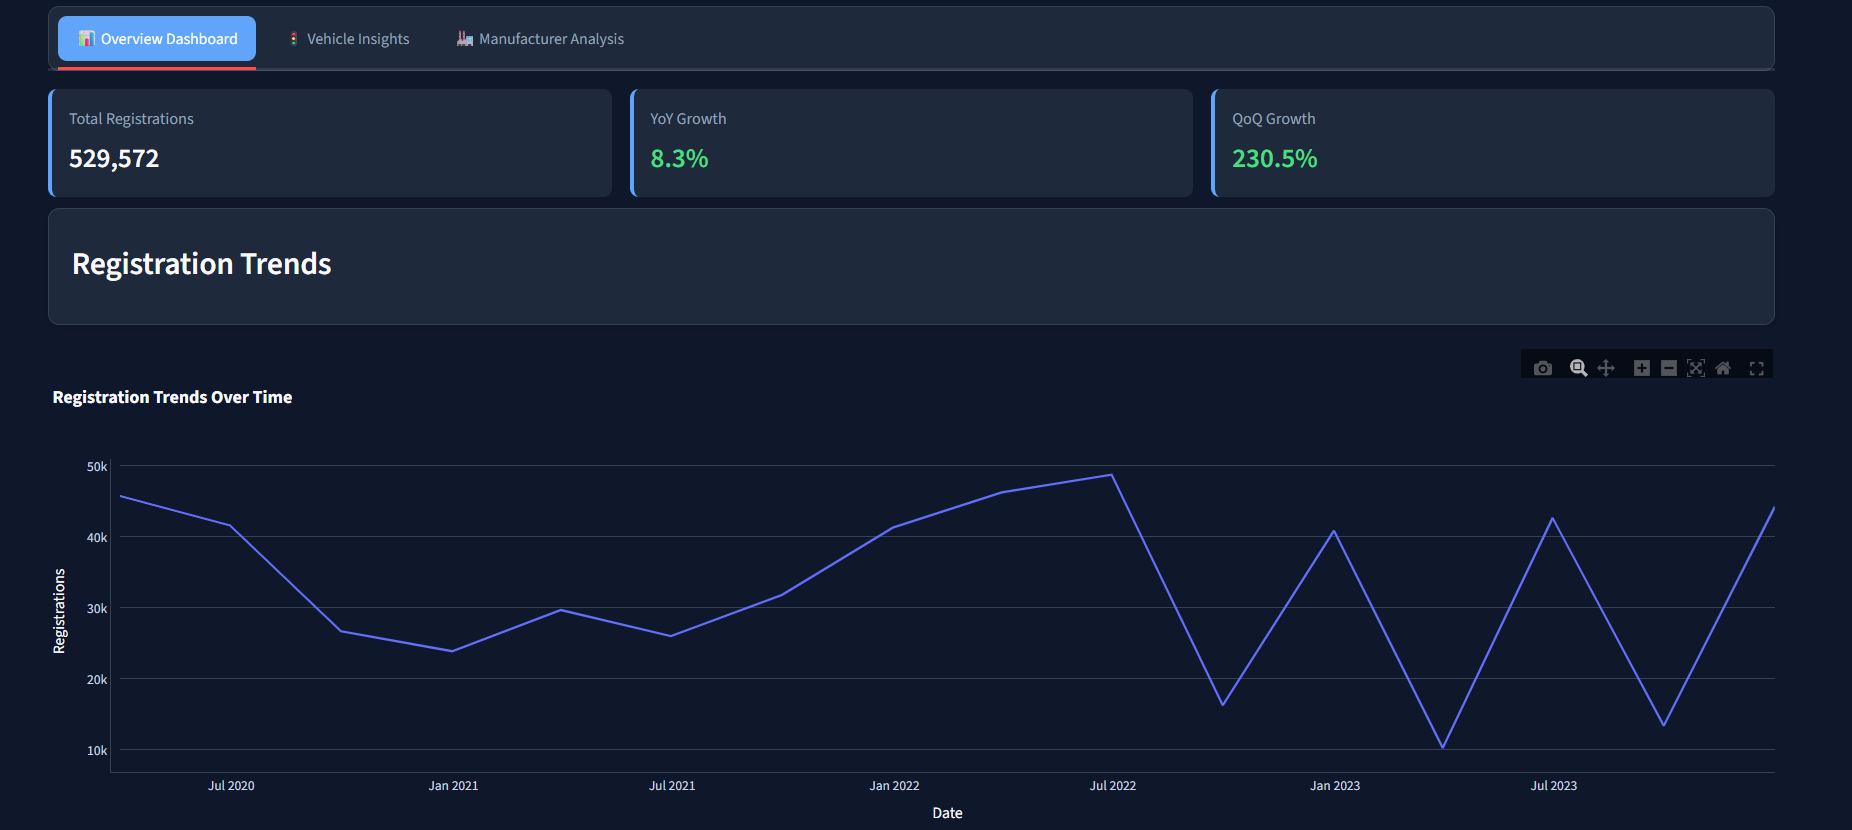 Overview Dashboard
Vehicle Insights
Manufacturer Analysis
Total Registrations
529,572
YoY Growth
8.3%
QoQ Growth
230.5%
Registration Trends
Registration Trends Over Time
50k
40k
30k
20k
10k
Registrations
Jul 2020
Jan 2021
Jul 2021
Jan 2022
Jul 2022
Jan 2023
Jul 2023
Date